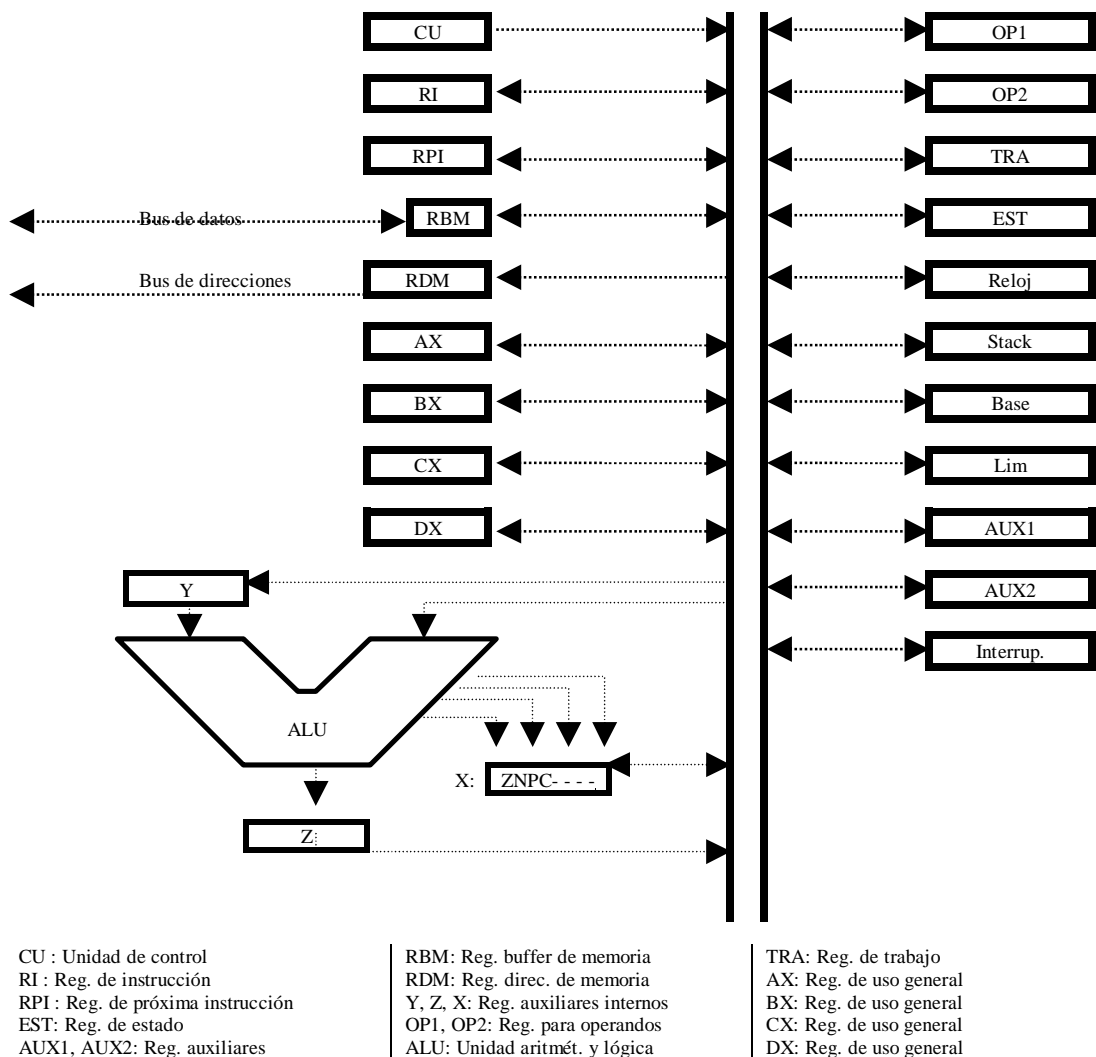 CU
OP1
RI
OP2
RPI
TRA
Bus de datos
RBM
EST
Bus de direcciones
RDM
Reloj
AX
Stack
BX
Base
CX
Lim
DX
AUX1
Y
AUX2
Interrup.
ALU
X:
ZNPC- - - -
Z
CU : Unidad de control
RI : Reg. de instrucción
RPI : Reg. de próxima instrucción
EST: Reg. de estado
AUX1, AUX2: Reg. auxiliares
RBM: Reg. buffer de memoria
RDM: Reg. direc. de memoria
Y, Z, X: Reg. auxiliares internos
OP1, OP2: Reg. para operandos
ALU: Unidad aritmét. y lógica
TRA: Reg. de trabajo
AX: Reg. de uso general
BX: Reg. de uso general
CX: Reg. de uso general
DX: Reg. de uso general